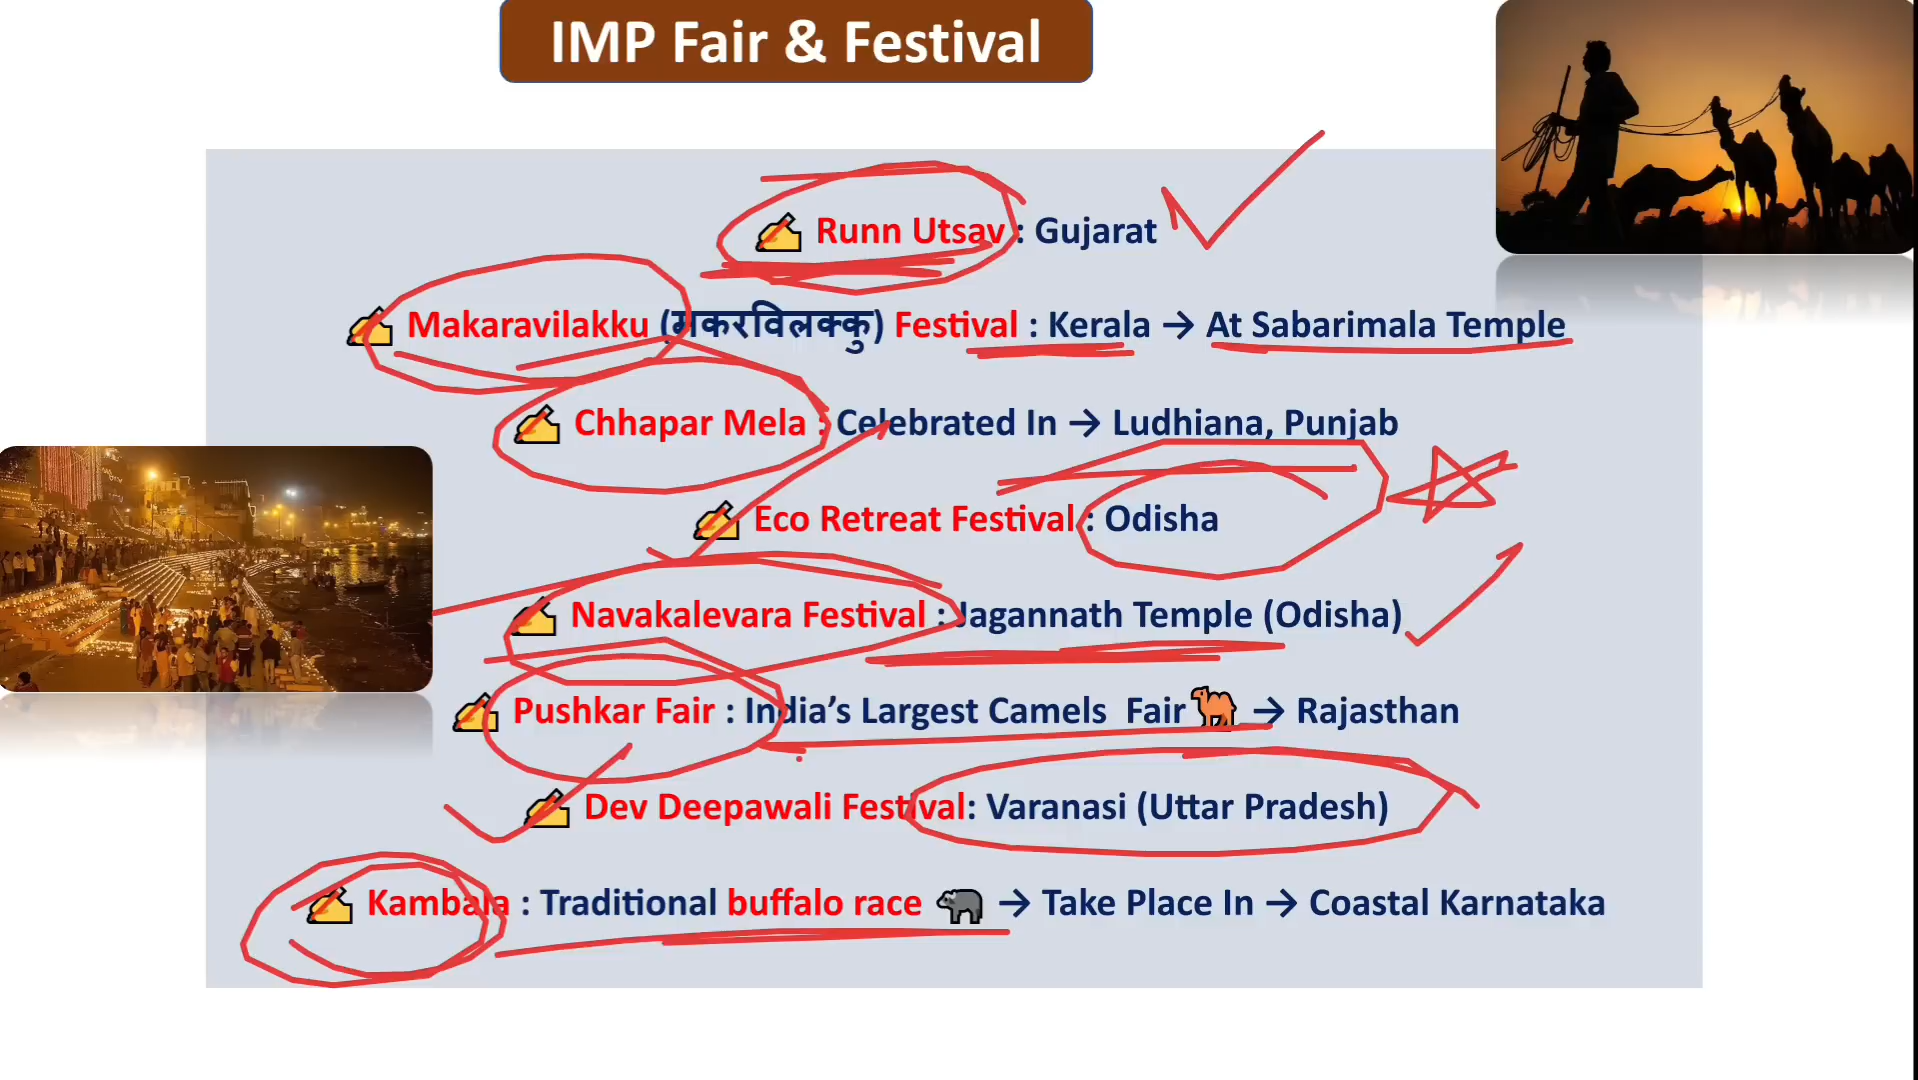 IMP Fair & Festival
✍ Runn Utsav : Gujarat
✍ Makaravilakku (मकरविलक्कु) Festival : Kerala → At Sabarimala Temple
✍ Chhapar Mela : Celebrated In → Ludhiana, Punjab
✍ Eco Retreat Festival : Odisha
✍ Navakalevara Festival : Jagannath Temple (Odisha)
✍ Pushkar Fair : India’s Largest Camels Fair🐪 → Rajasthan
✍ Dev Deepawali Festival: Varanasi (Uttar Pradesh)
✍ Kambala : Traditional buffalo race 🐃 → Take Place In → Coastal Karnataka